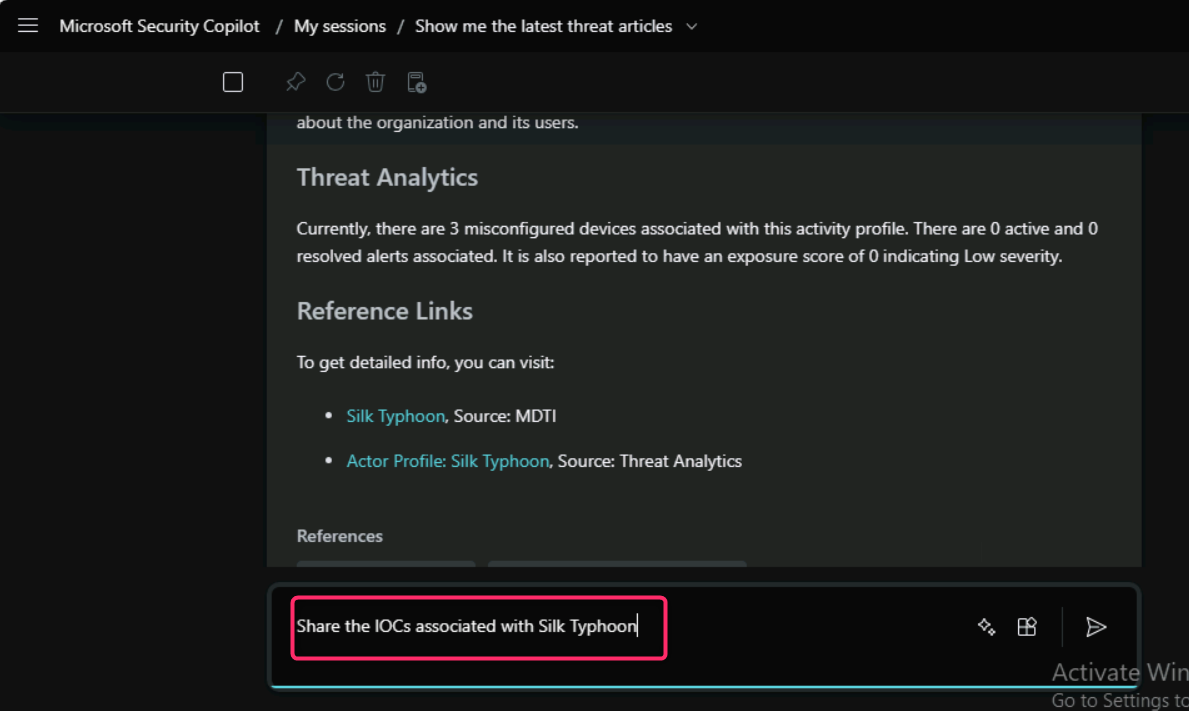 Microsoft Security Copilot / My sessions / Show me the latest threat articles
about the organization and its users.
Threat Analytics
Currently, there are 3 misconfigured devices associated with this activity profile. There are 0 active and 0
resolved alerts associated. It is also reported to have an exposure score of 0 indicating Low severity.
Reference Links
To get detailed info, you can visit:
• Silk Typhoon, Source: MDTI
• Actor Profile: Silk Typhoon, Source: Threat Analytics
References
Share the IOCs associated with Silk Typhoon
Activate Win
Go to Settings to